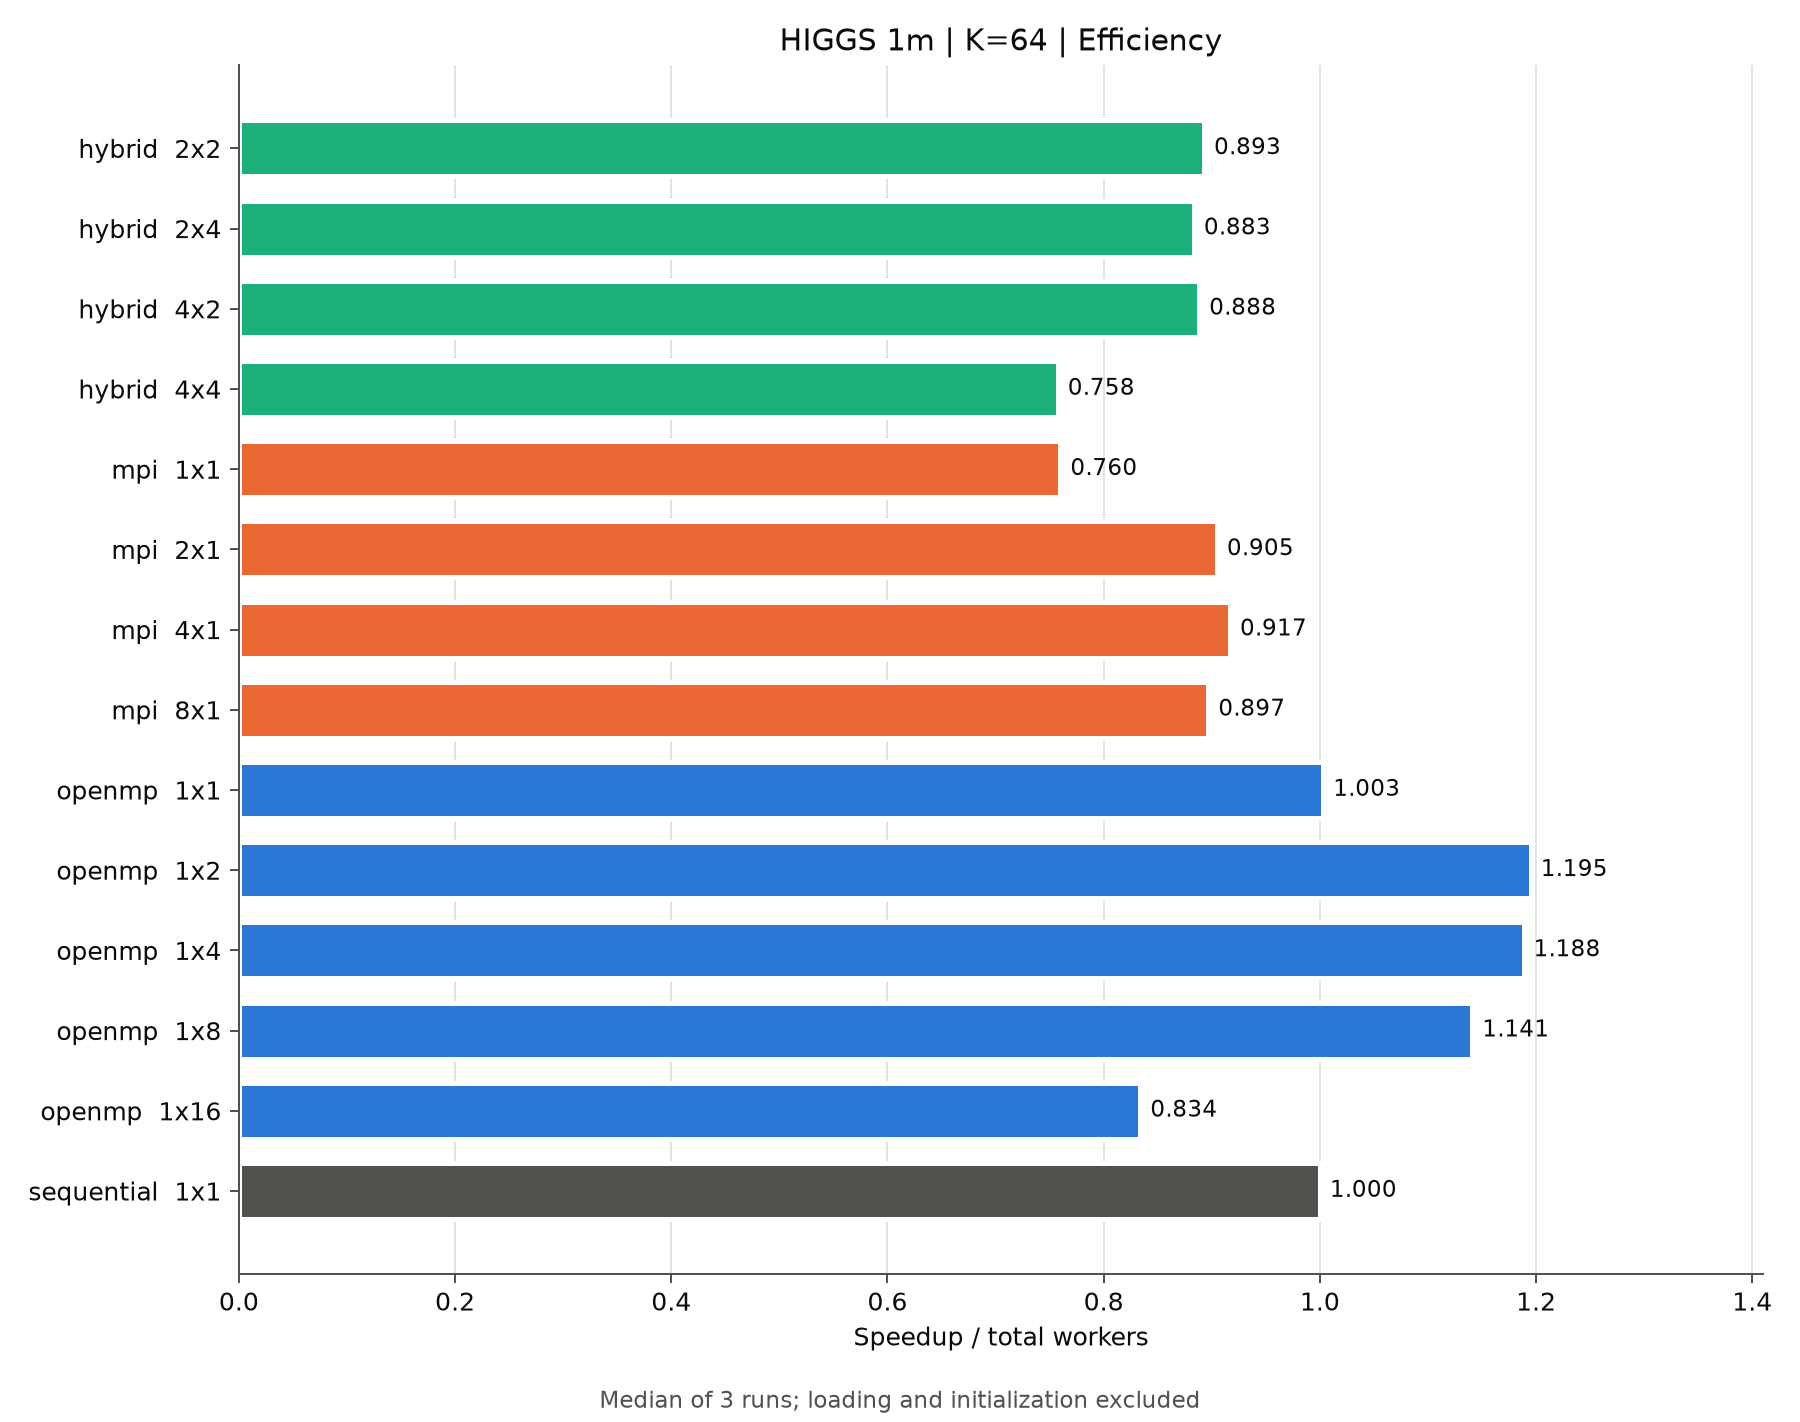 HIGGS 1m | K=64 | Efficiency
hybrid 2x2 0.893
hybrid 2x4 0.883
hybrid 4x2 0.888
hybrid 4x4 0.758
mpi 1x1 0.760
mpi 2x1 0.905
mpi 4x1 0.917
mpi 8x1 0.897
openmp 1x1 1.003
openmp 1x2 1.195
openmp 1x4 1.188
openmp 1x8 1.141
openmp 1x16 0.834
sequential 1x1 1.000
0.0 0.2 0.4 0.6 0.8 1.0 1.2 1.4
Speedup / total workers
Median of 3 runs; loading and initialization excluded